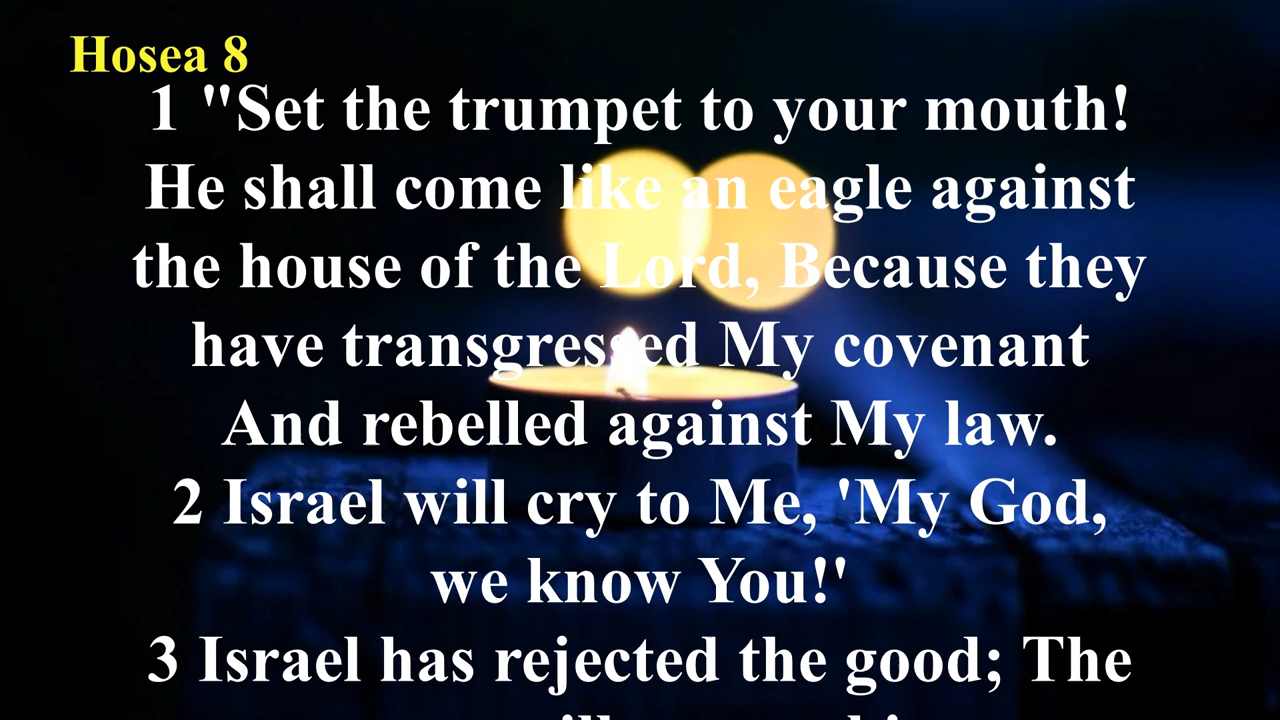 Hosea 8
1 "Set the trumpet to your mouth!
He shall come like an eagle against
the house of the Lord, Because they
have transgressed My covenant
And rebelled against My law.
2 Israel will cry to Me, 'My God,
we know You!'
3 Israel has rejected the good; The